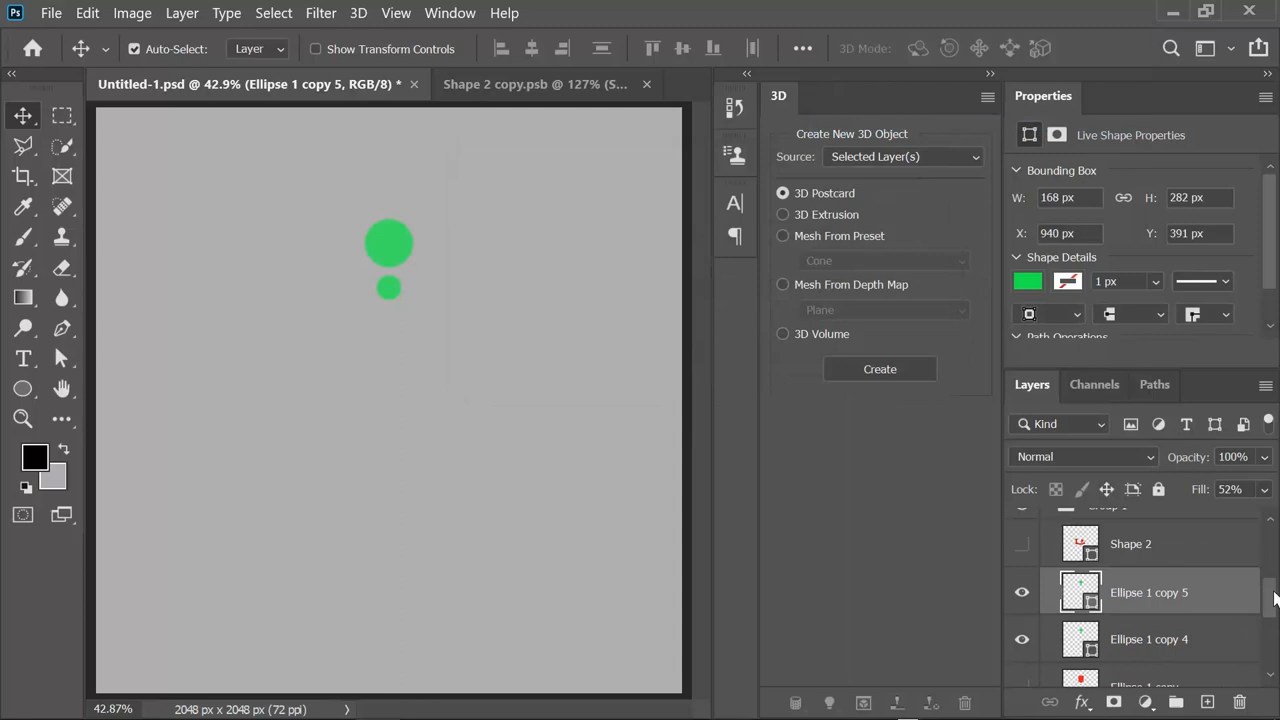 Ps File Edit Image Layer Type Select Filter 3D View Window Help
Auto-Select: Layer Show Transform Controls ••• 3D Mode:
Untitled-1.psd @ 42.9% (Ellipse 1 copy 5, RGB/8) * × Shape 2 copy.psb @ 127% (S... ×
3D
Create New 3D Object
Source: Selected Layer(s)
3D Postcard
3D Extrusion
Mesh From Preset
Cone
Mesh From Depth Map
Plane
3D Volume
Create
Properties
Live Shape Properties
Bounding Box
W: 168 px H: 282 px
X: 940 px Y: 391 px
Shape Details
1 px
Path Operations
Layers Channels Paths
Kind
Normal Opacity: 100%
Lock: Fill: 52%
Group 1
Shape 2
Ellipse 1 copy 5
Ellipse 1 copy 4
Ellipse 1 copy
42.87% 2048 px x 2048 px (72 ppi)